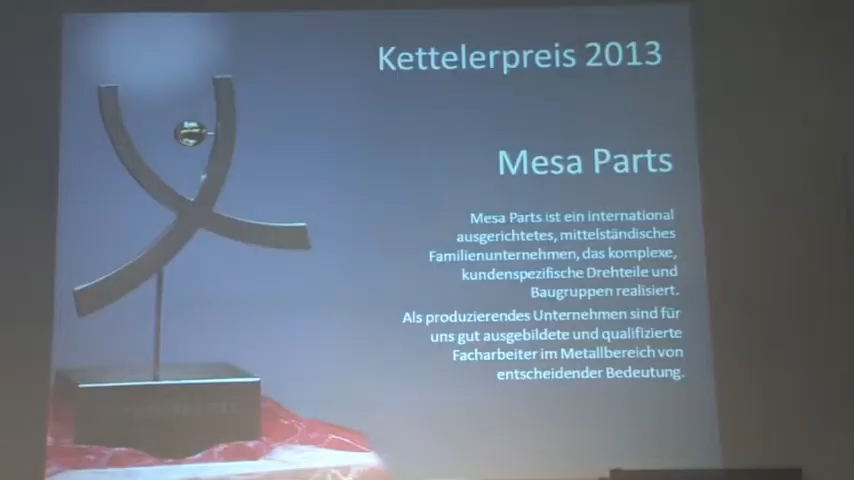 Kettelerpreis 2013
Mesa Parts
Mesa Parts ist ein international
ausgerichtetes, mittelständisches
Familienunternehmen, das komplexe,
kundenspezifische Drehteile und
Baugruppen realisiert.
Als produzierendes Unternehmen sind für
uns gut ausgebildete und qualifizierte
Facharbeiter im Metallbereich von
entscheidender Bedeutung.